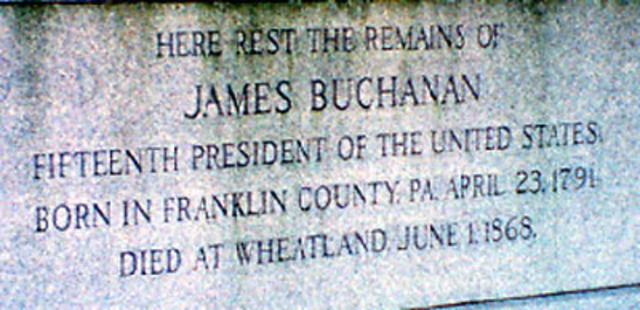 HERE REST THE REMAINS OF
JAMES BUCHANAN
FIFTEENTH PRESIDENT OF THE UNITED STATES.
BORN IN FRANKLIN COUNTY, PA. APRIL 23, 1791.
DIED AT WHEATLAND JUNE 1, 1868.